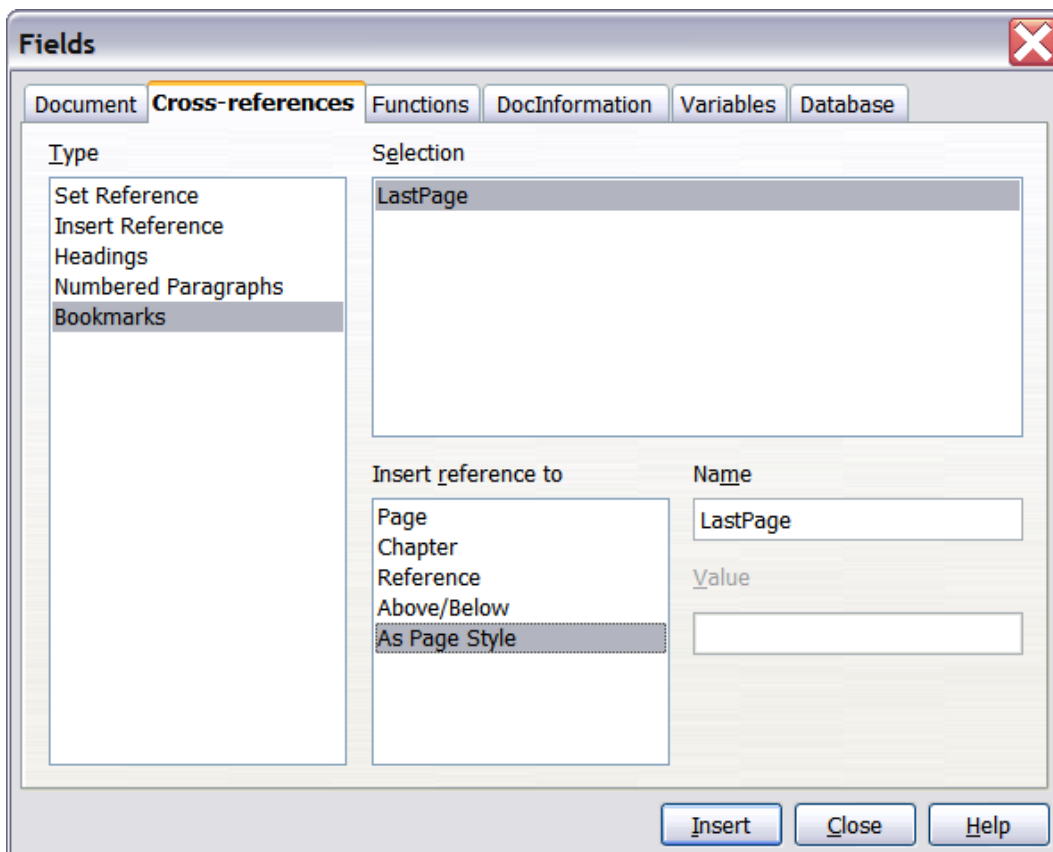 Fields
Document Cross-references Functions DocInformation Variables Database
Type
Set Reference
Insert Reference
Headings
Numbered Paragraphs
Bookmarks
Selection
LastPage
Insert reference to
Page
Chapter
Reference
Above/Below
As Page Style
Name
LastPage
Value
Insert Close Help